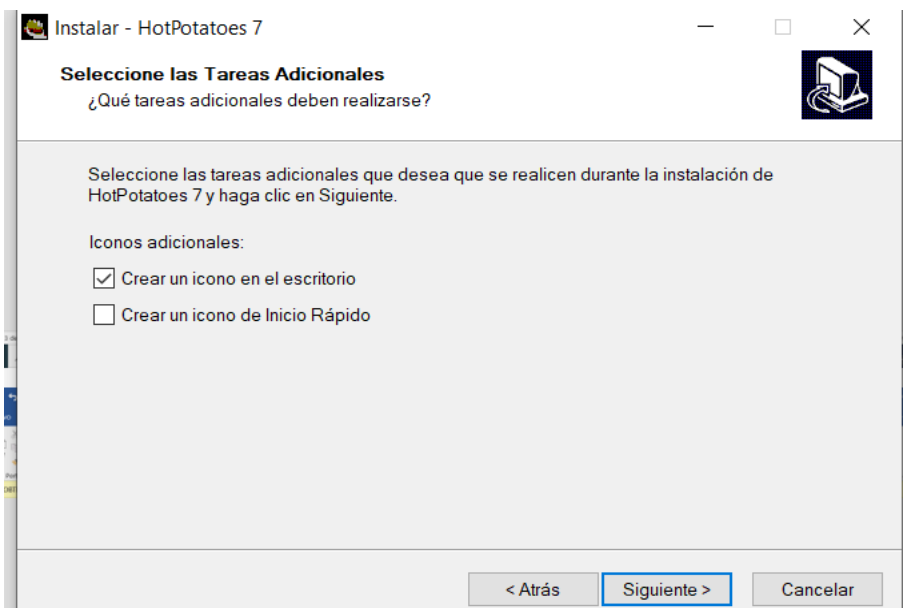 Instalar - HotPotatoes 7
Seleccione las Tareas Adicionales
¿Qué tareas adicionales deben realizarse?
Seleccione las tareas adicionales que desea que se realicen durante la instalación de
HotPotatoes 7 y haga clic en Siguiente.
Iconos adicionales:
Crear un icono en el escritorio
Crear un icono de Inicio Rápido
< Atrás
Siguiente >
Cancelar